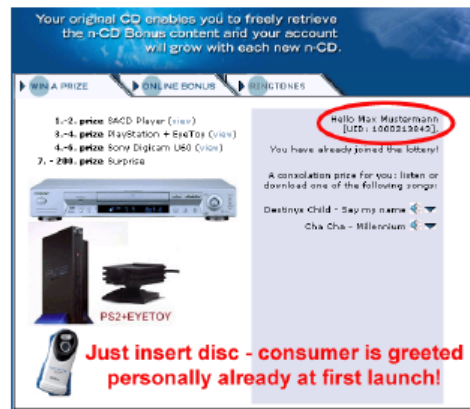 Your original CD enables you to freely retrieve
the n-CD Bonus content and your account
will grow with each new n-CD.
WIN A PRIZE
ONLINE BONUS
RINGTONES
1.-2. prize SACD Player (view)
3.-4. prize PlayStation + EyeToy (view)
4.-6. prize Sony Digicam U60 (view)
7. - 200. prize Surprise
Hello Max Mustermann
[UID: 1000213843],
You have already joined the lottery!
A consolation prize for you: listen or
download one of the following songs:
Destinys Child - Say my name
Cha Cha - Millennium
PS2+EYETOY
Just insert disc - consumer is greeted
personally already at first launch!